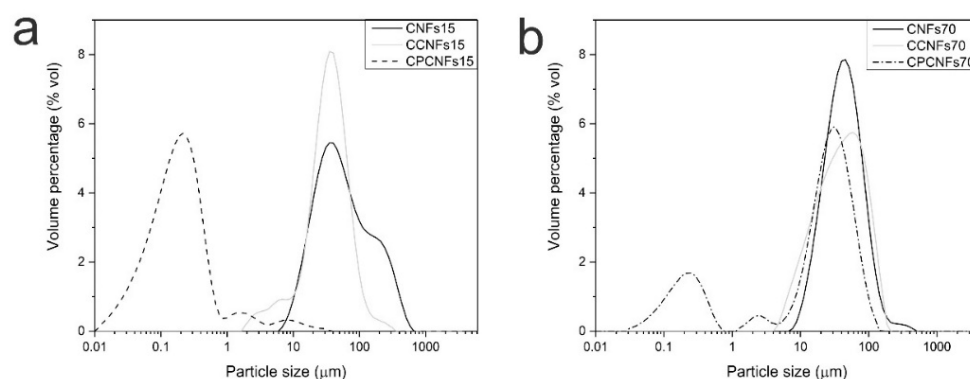 a
CNFs15
CCNFs15
CPCNFs15
Volume percentage (% vol)
8
6
4
2
0
0.01 0.1 1 10 100 1000
Particle size (μm)
b
CNFs70
CCNFs70
CPCNFs70
Volume percentage (% vol)
8
6
4
2
0
0.01 0.1 1 10 100 1000
Particle size (μm)